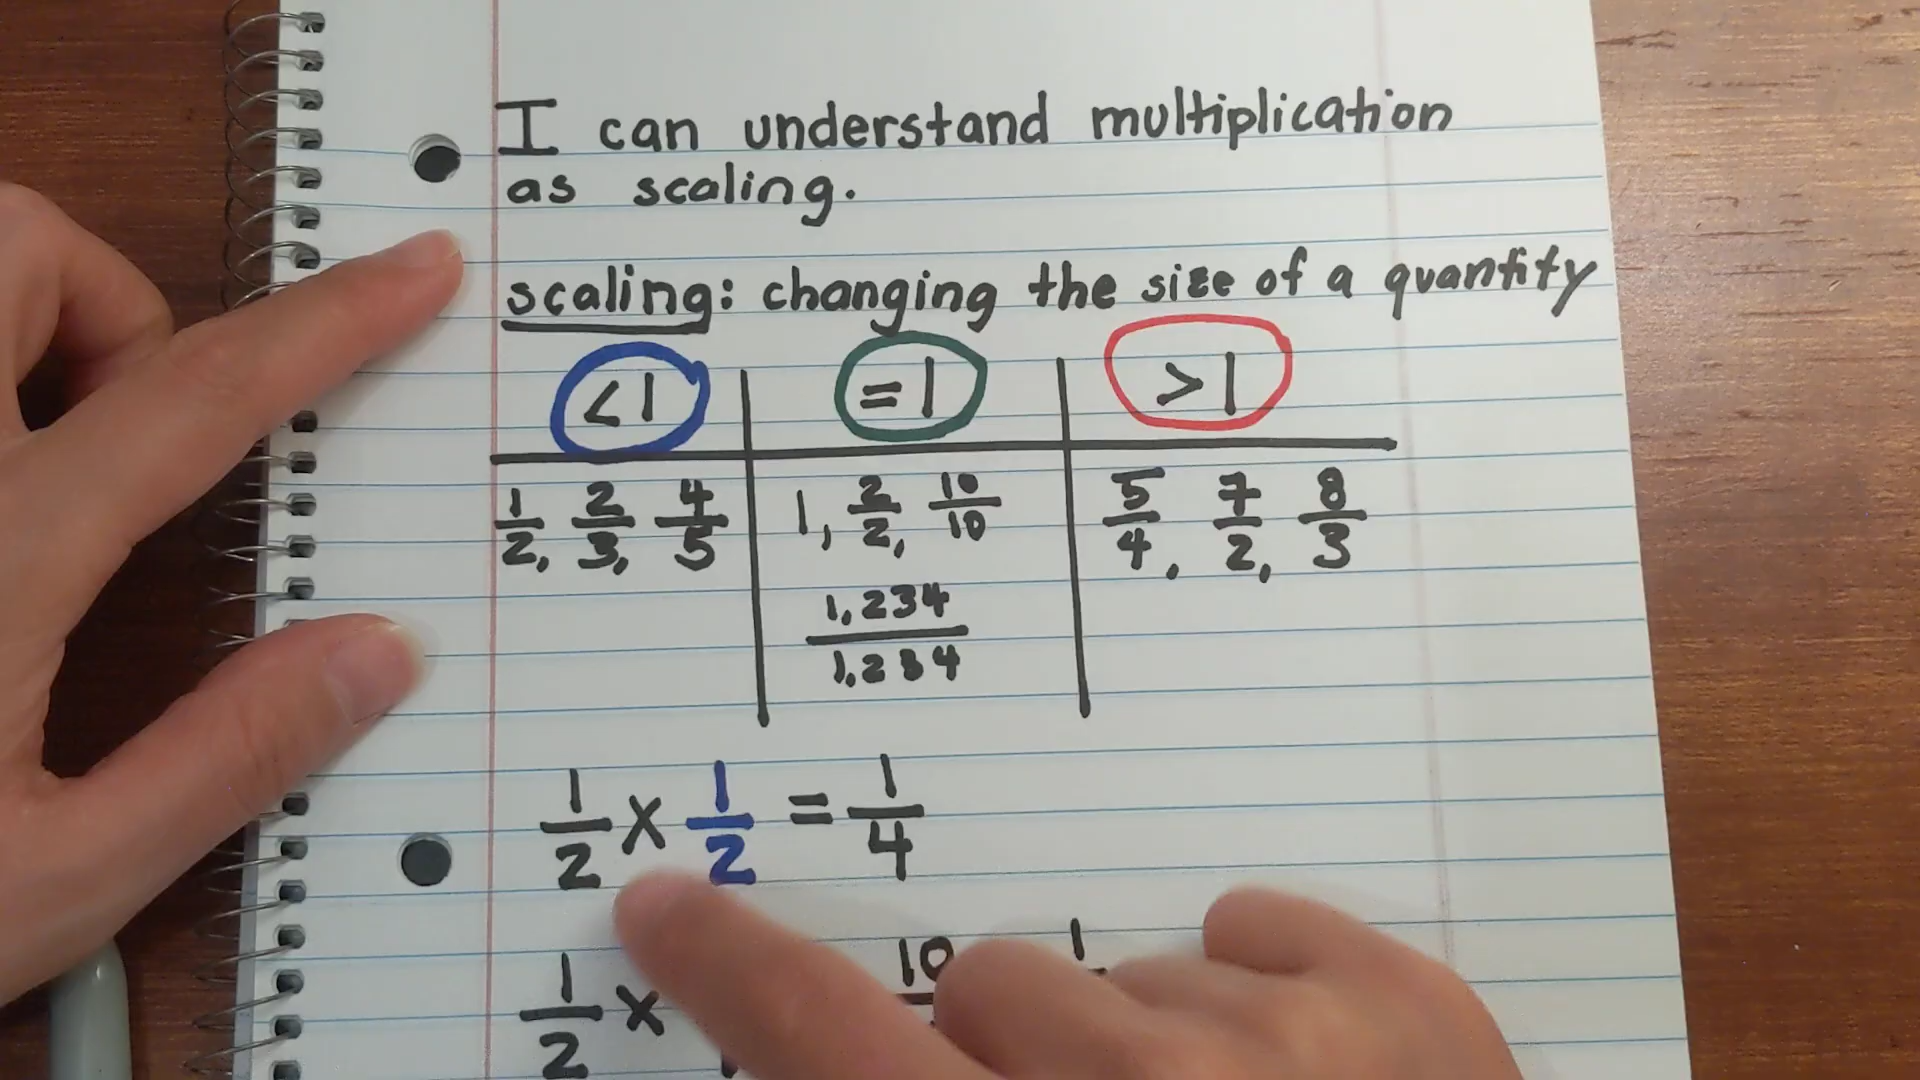 I can understand multiplication
as scaling.
scaling: changing the size of a quantity
<1 =1 >1
1/2, 2/3, 4/5 1, 2/2, 10/10 5/4, 7/2, 8/3
1,234/1,234
1/2 x 1/2 = 1/4
1/2 x 10 1